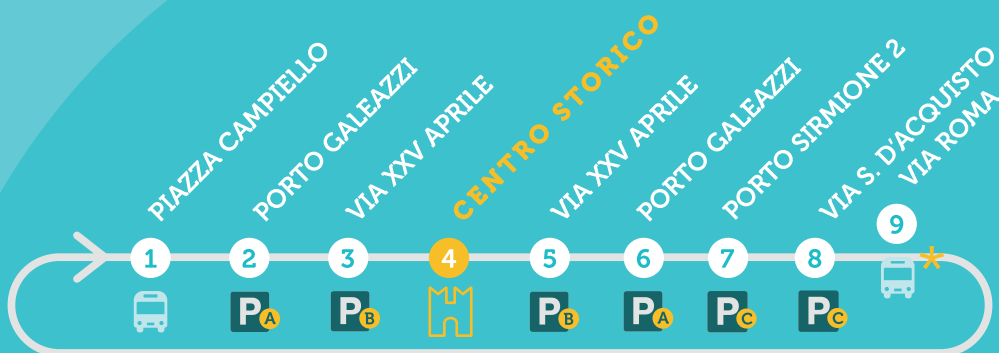 PIAZZA CAMPIELLO
PORTO GALEAZZI
VIA XXV APRILE
CENTRO STORICO
VIA XXV APRILE
PORTO GALEAZZI
PORTO SIRMIONE 2
VIA S. D'ACQUISTO
VIA ROMA
1 2 3 4 5 6 7 8 9
*
P A P B P B P A P C P C